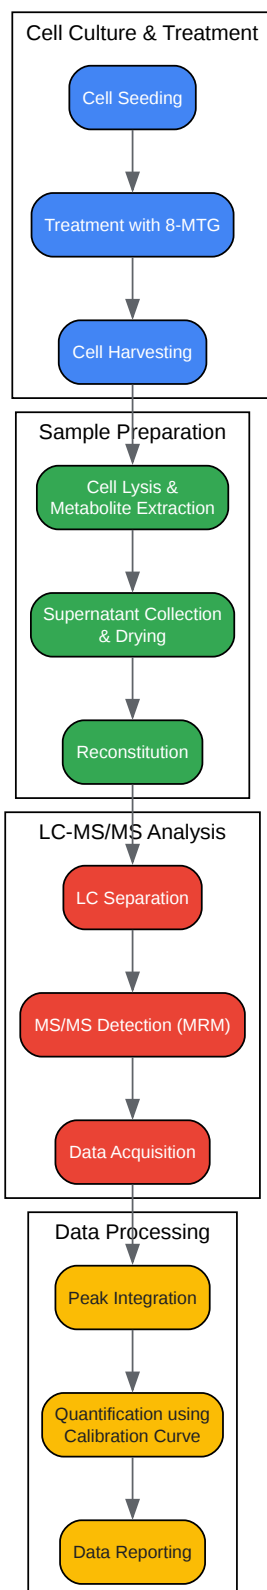 Cell Culture & Treatment
Cell Seeding
Treatment with 8-MTG
Cell Harvesting
Sample Preparation
Cell Lysis &
Metabolite Extraction
Supernatant Collection
& Drying
Reconstitution
LC-MS/MS Analysis
LC Separation
MS/MS Detection (MRM)
Data Acquisition
Data Processing
Peak Integration
Quantification using
Calibration Curve
Data Reporting